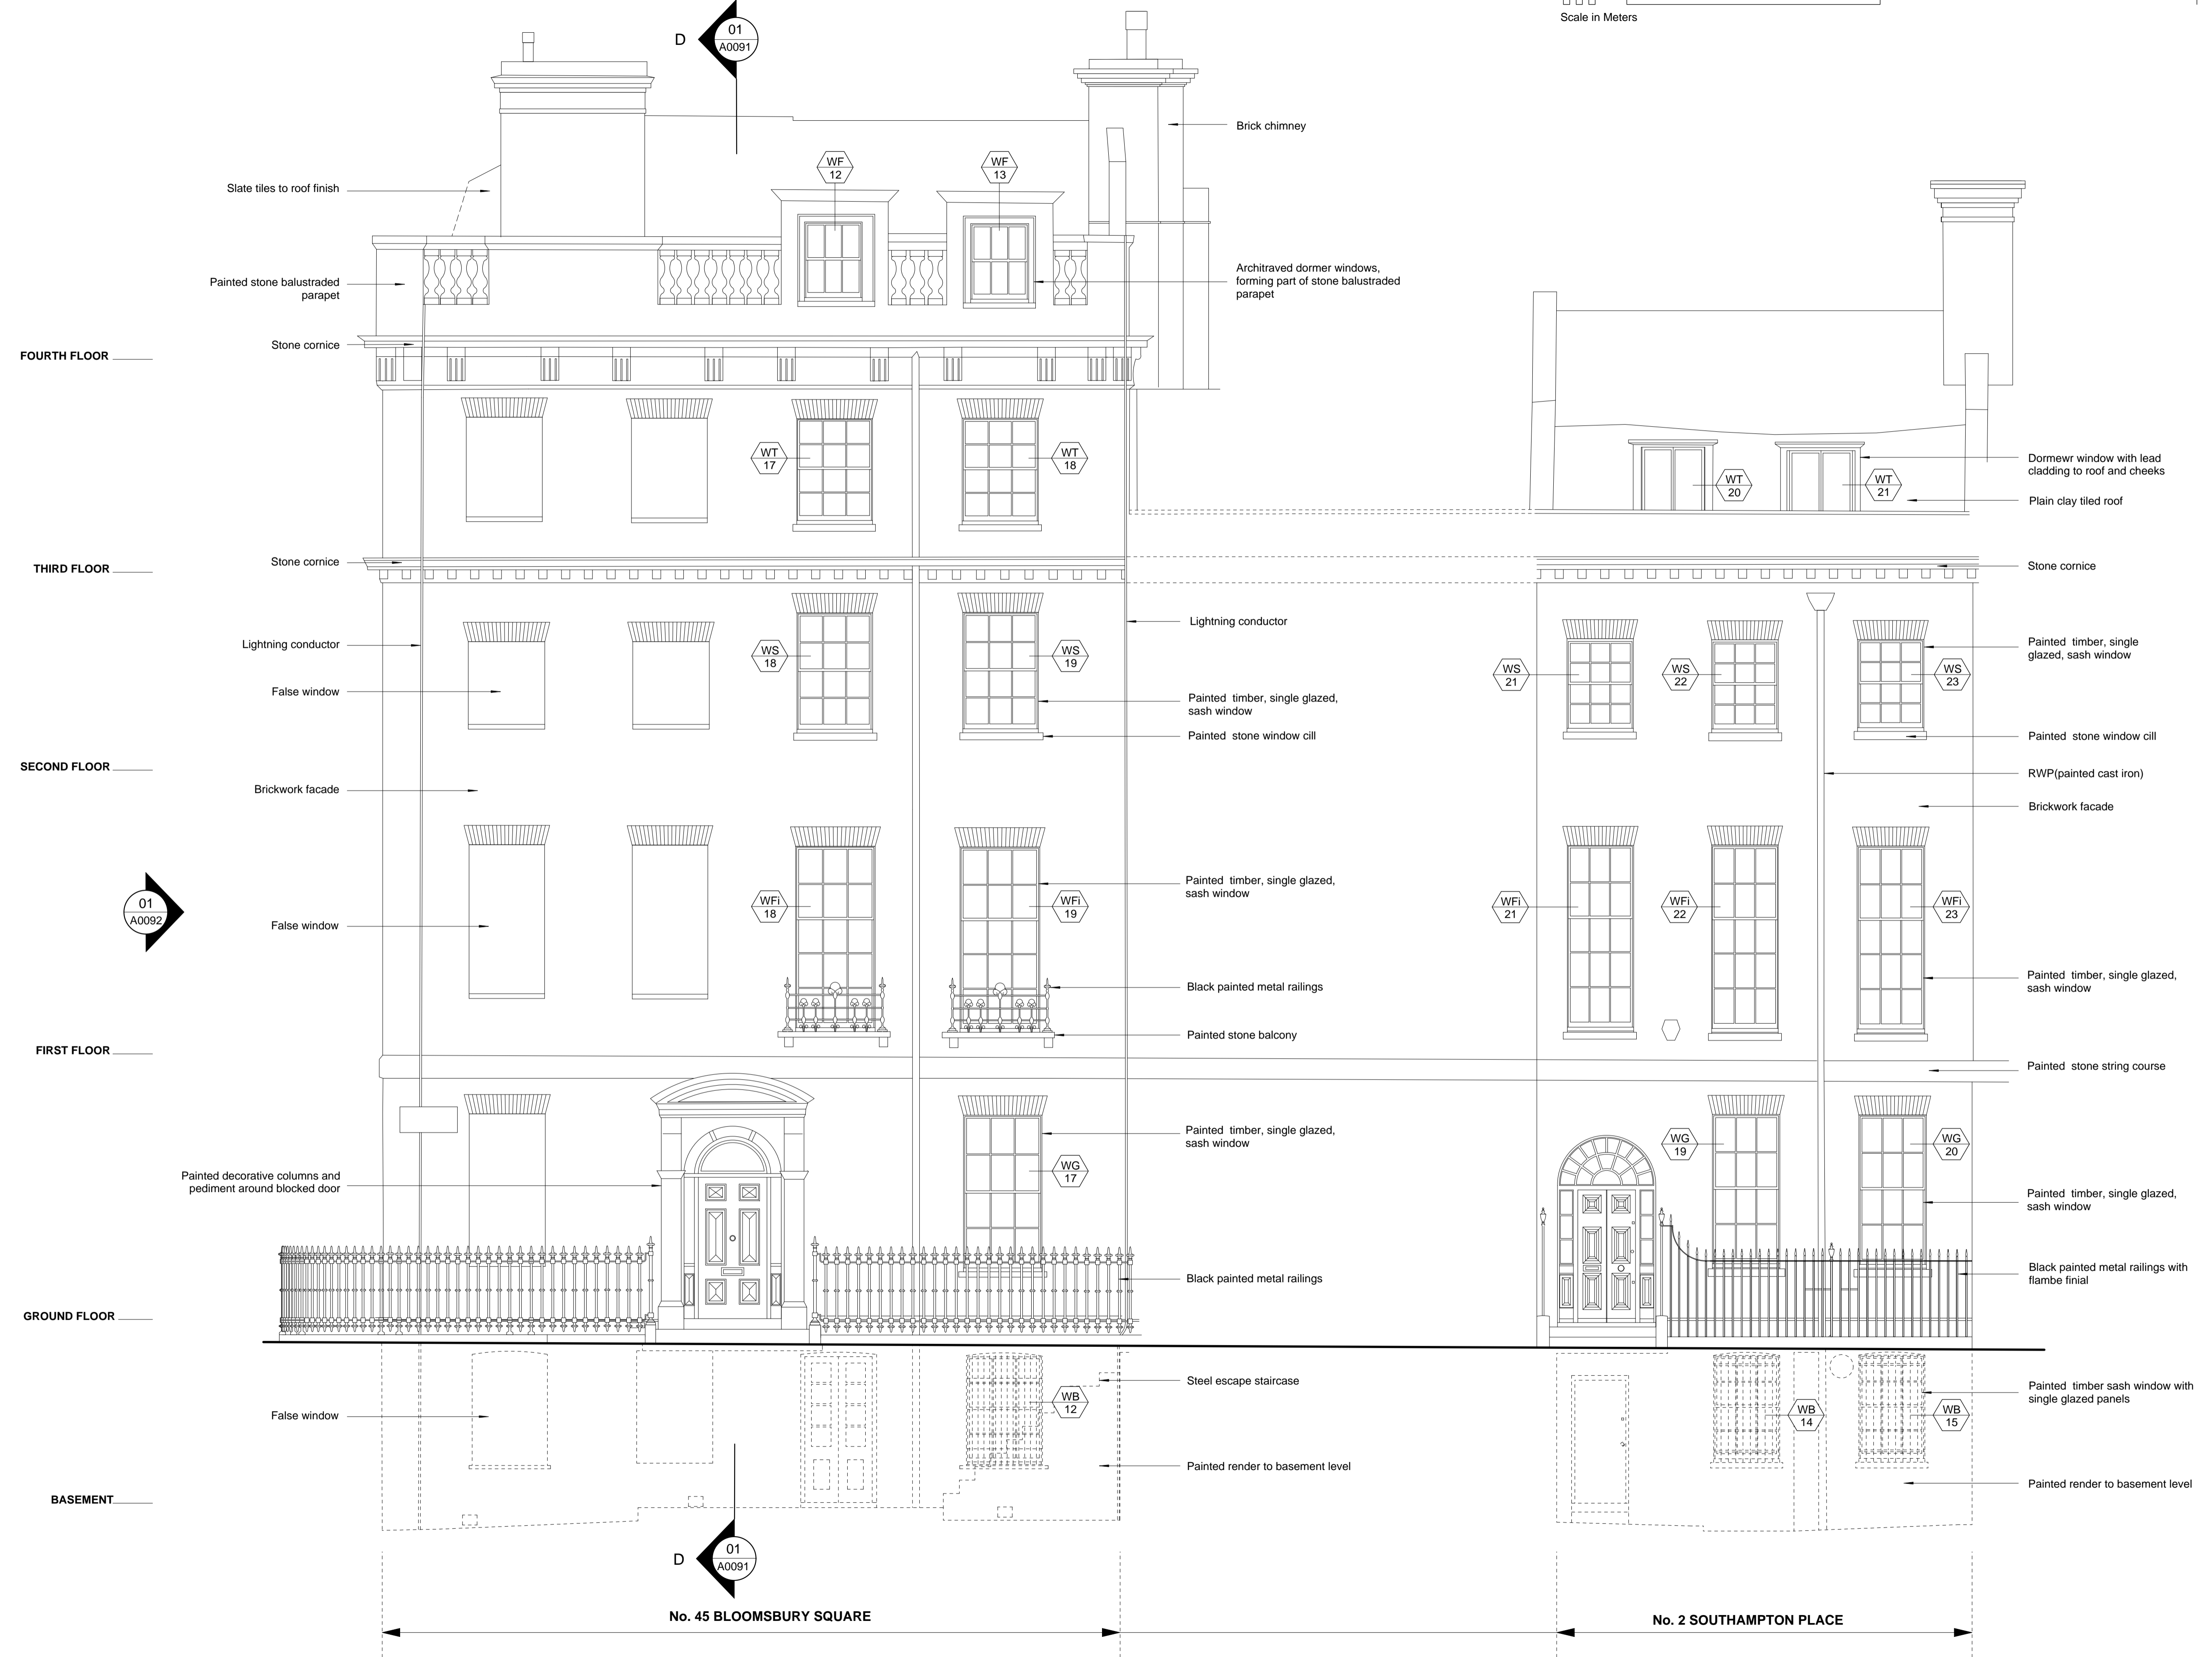 Scale in Meters
D
01
A0091
Brick chimney
WF
12
WF
13
Slate tiles to roof finish
Painted stone balustraded
parapet
Architraved dormer windows,
forming part of stone balustraded
parapet
Stone cornice
FOURTH FLOOR
WT
17
WT
18
WT
20
WT
21
Dormewr window with lead
cladding to roof and cheeks
Plain clay tiled roof
Stone cornice
THIRD FLOOR
Stone cornice
Lightning conductor
Lightning conductor
WS
18
WS
19
WS
21
WS
22
WS
23
Painted timber, single
glazed, sash window
False window
Painted timber, single glazed,
sash window
Painted stone window cill
Painted stone window cill
SECOND FLOOR
RWP(painted cast iron)
Brickwork facade
Brickwork facade
01
A0092
WFi
18
WFi
19
WFi
21
WFi
22
WFi
23
Painted timber, single glazed,
sash window
False window
Painted timber, single glazed,
sash window
Black painted metal railings
Painted stone balcony
FIRST FLOOR
Painted stone string course
Painted timber, single glazed,
sash window
WG
17
WG
19
WG
20
Painted decorative columns and
pediment around blocked door
Painted timber, single glazed,
sash window
Black painted metal railings
Black painted metal railings with
flambe finial
GROUND FLOOR
Steel escape staircase
WB
12
WB
14
WB
15
Painted timber sash window with
single glazed panels
False window
Painted render to basement level
Painted render to basement level
BASEMENT
D
01
A0091
No. 45 BLOOMSBURY SQUARE
No. 2 SOUTHAMPTON PLACE